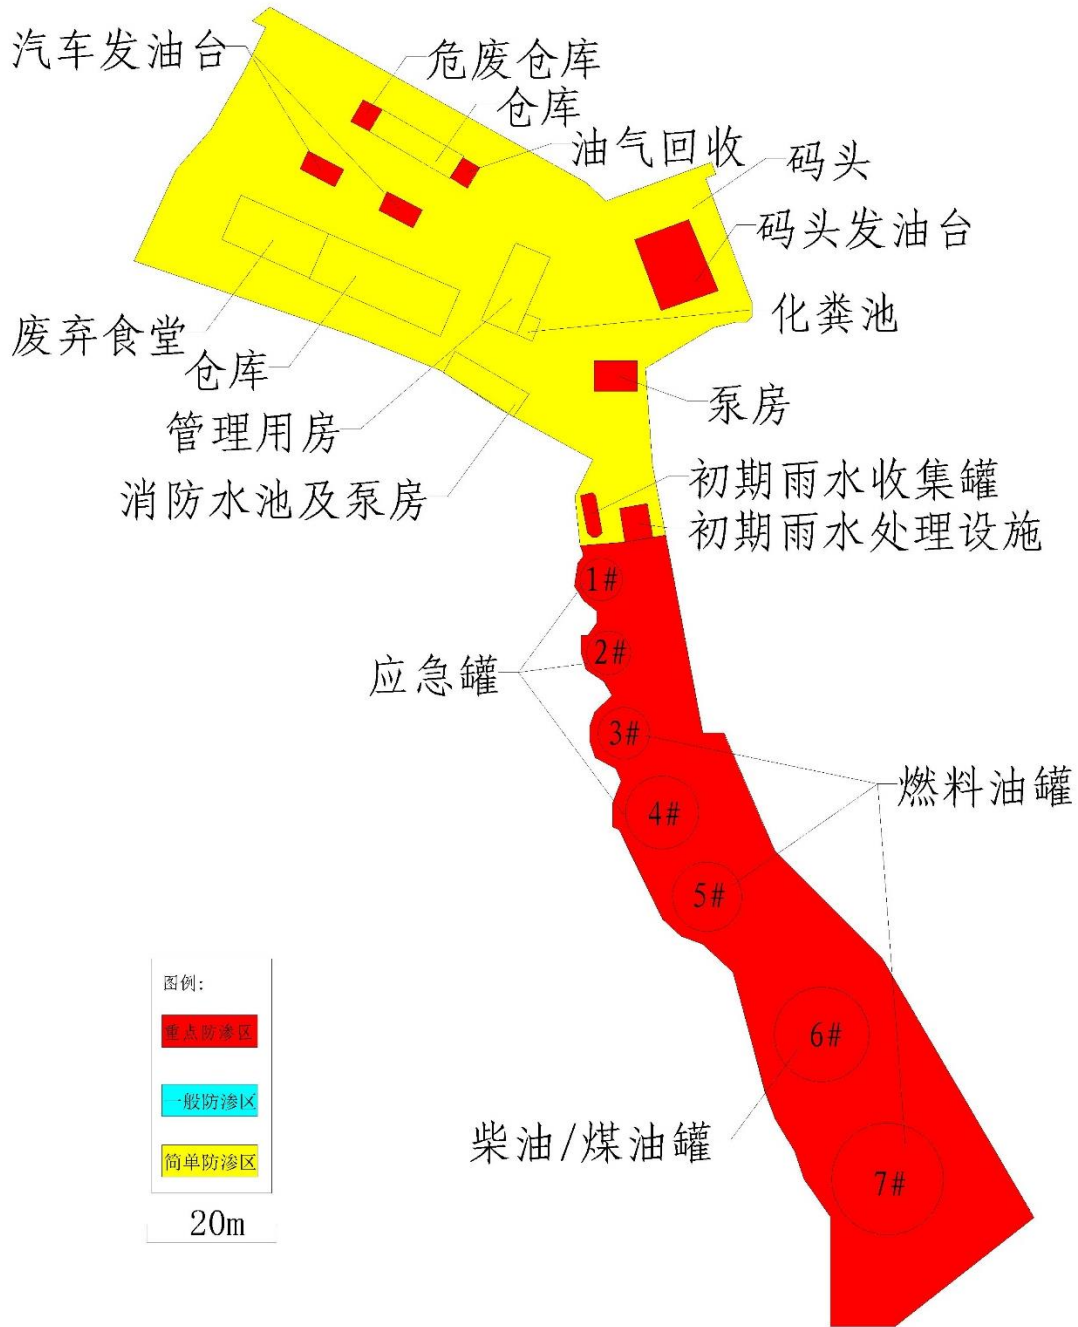 汽车发油台
危废仓库
仓库
油气回收
码头
码头发油台
化粪池
废弃食堂
仓库
管理用房
消防水池及泵房
泵房
初期雨水收集罐
初期雨水处理设施
1#
2#
应急罐
3#
燃料油罐
4#
5#
图例:
重点防渗区
6#
一般防渗区
柴油/煤油罐
简单防渗区
7#
20m